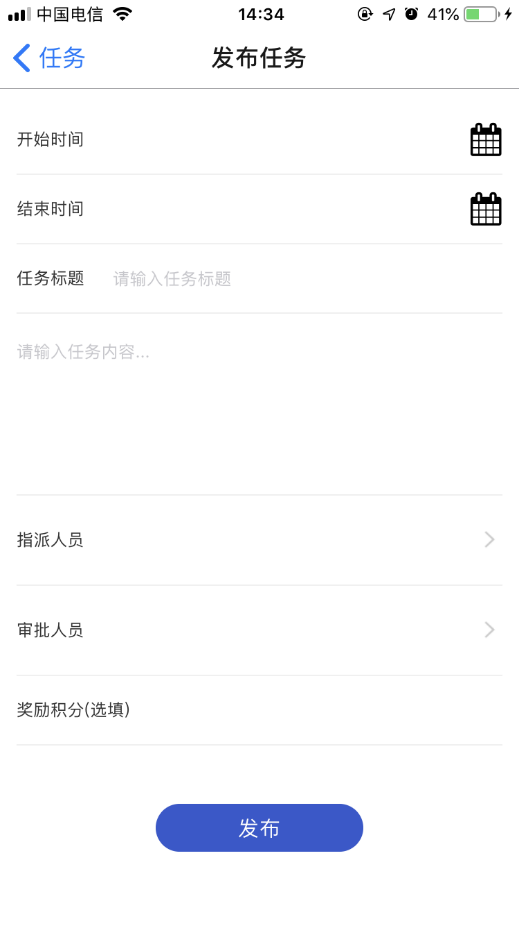 中国电信 14:34 41%
任务 发布任务
开始时间
结束时间
任务标题 请输入任务标题
请输入任务内容...
指派人员
审批人员
奖励积分(选填)
发布